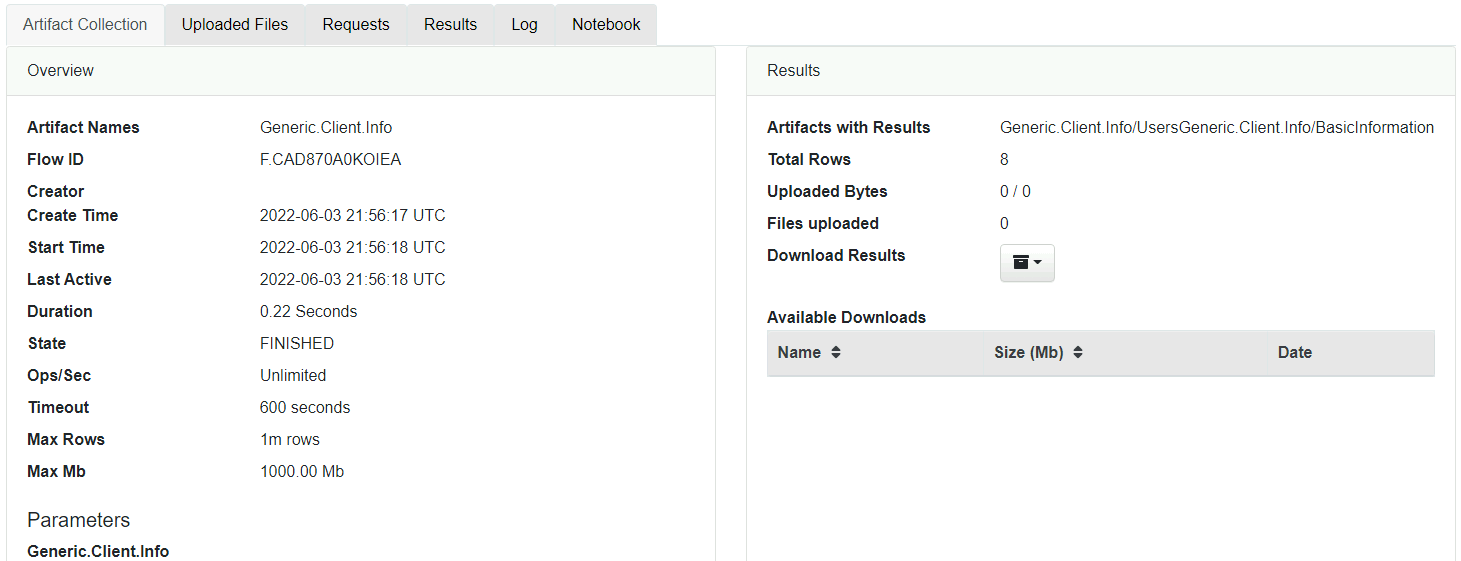 Artifact Collection Uploaded Files Requests Results Log Notebook
Overview
Artifact Names Generic.Client.Info
Flow ID F.CAD870A0KOIEA
Creator
Create Time 2022-06-03 21:56:17 UTC
Start Time 2022-06-03 21:56:18 UTC
Last Active 2022-06-03 21:56:18 UTC
Duration 0.22 Seconds
State FINISHED
Ops/Sec Unlimited
Timeout 600 seconds
Max Rows 1m rows
Max Mb 1000.00 Mb
Parameters
Generic.Client.Info
Results
Artifacts with Results Generic.Client.Info/UsersGeneric.Client.Info/BasicInformation
Total Rows 8
Uploaded Bytes 0 / 0
Files uploaded 0
Download Results
Available Downloads
Name Size (Mb) Date